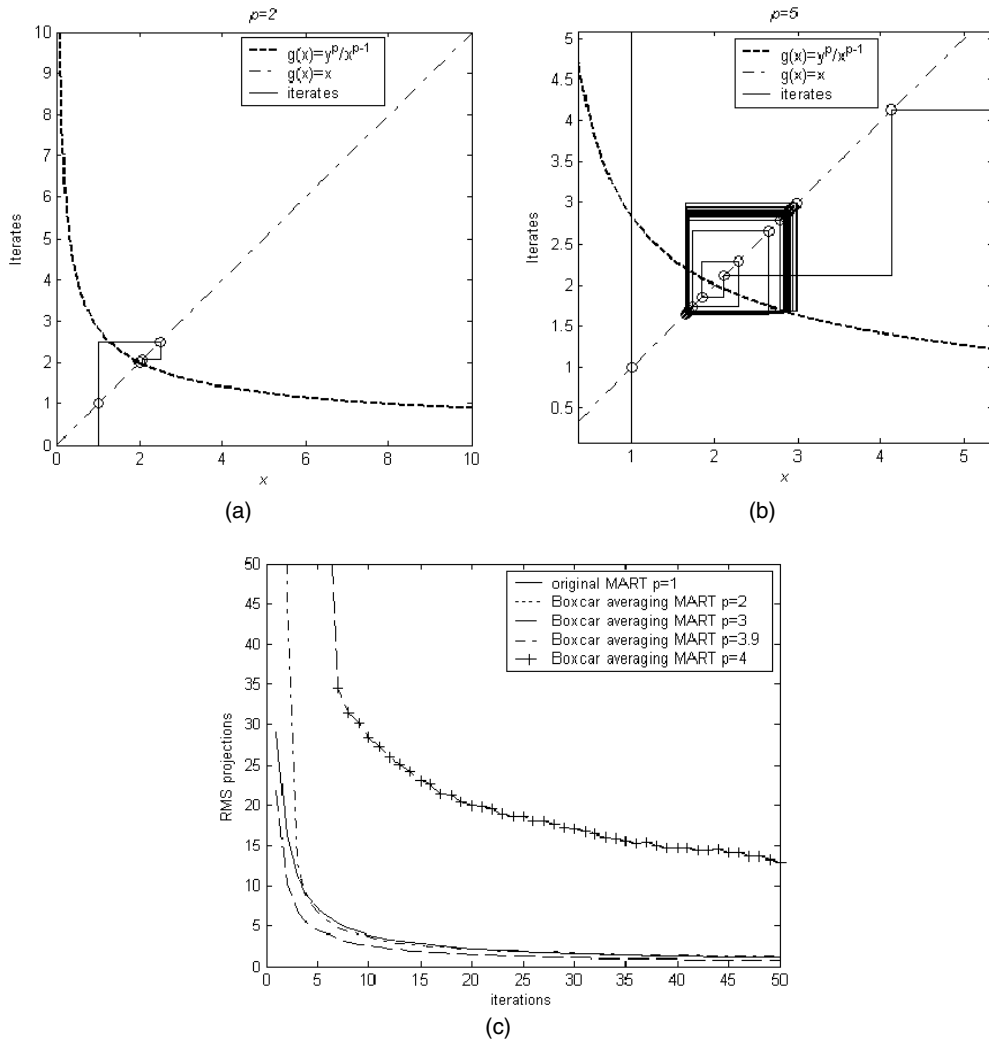 p=2
g(x)=y^p/x^{p-1}
g(x)=x
iterates
10
9
8
7
6
5
4
3
2
1
0
Iterates
0 2 4 6 8 10
x
(a)
p=5
g(x)=y^p/x^{p-1}
g(x)=x
iterates
5
4.5
4
3.5
3
2.5
2
1.5
1
0.5
Iterates
1 2 3 4 5
x
(b)
original MART p=1
Boxcar averaging MART p=2
Boxcar averaging MART p=3
Boxcar averaging MART p=3.9
Boxcar averaging MART p=4
50
45
40
35
30
25
20
15
10
5
0
RMS projections
0 5 10 15 20 25 30 35 40 45 50
iterations
(c)